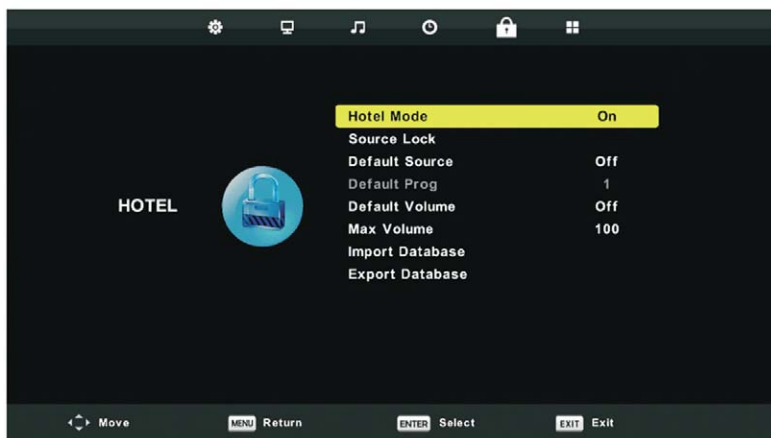 Hotel Mode On
Source Lock
Default Source Off
Default Prog 1
HOTEL
Default Volume Off
Max Volume 100
Import Database
Export Database
Move MENU Return ENTER Select EXIT Exit